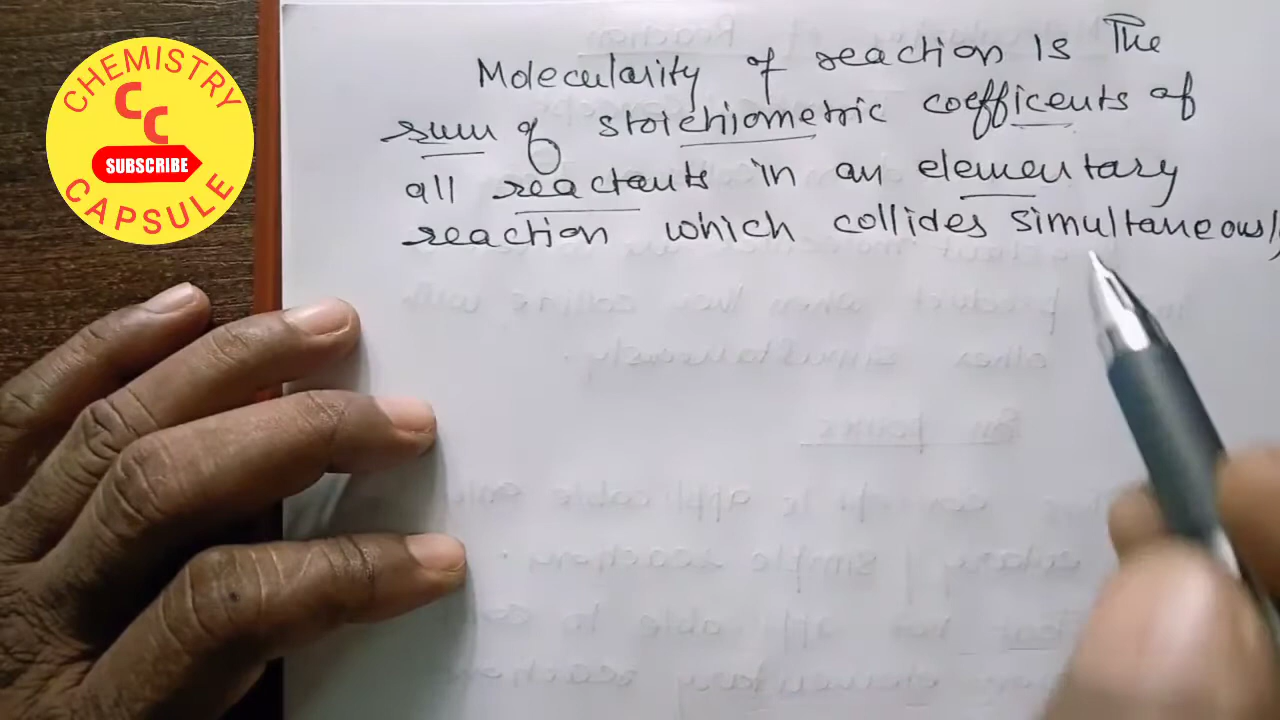 CHEMISTRY
CC
SUBSCRIBE
CAPSULE
Molecularity of reaction Is The
sum of stoichiometric coefficents of
all reactants in an elementary
reaction which collides simultaneously